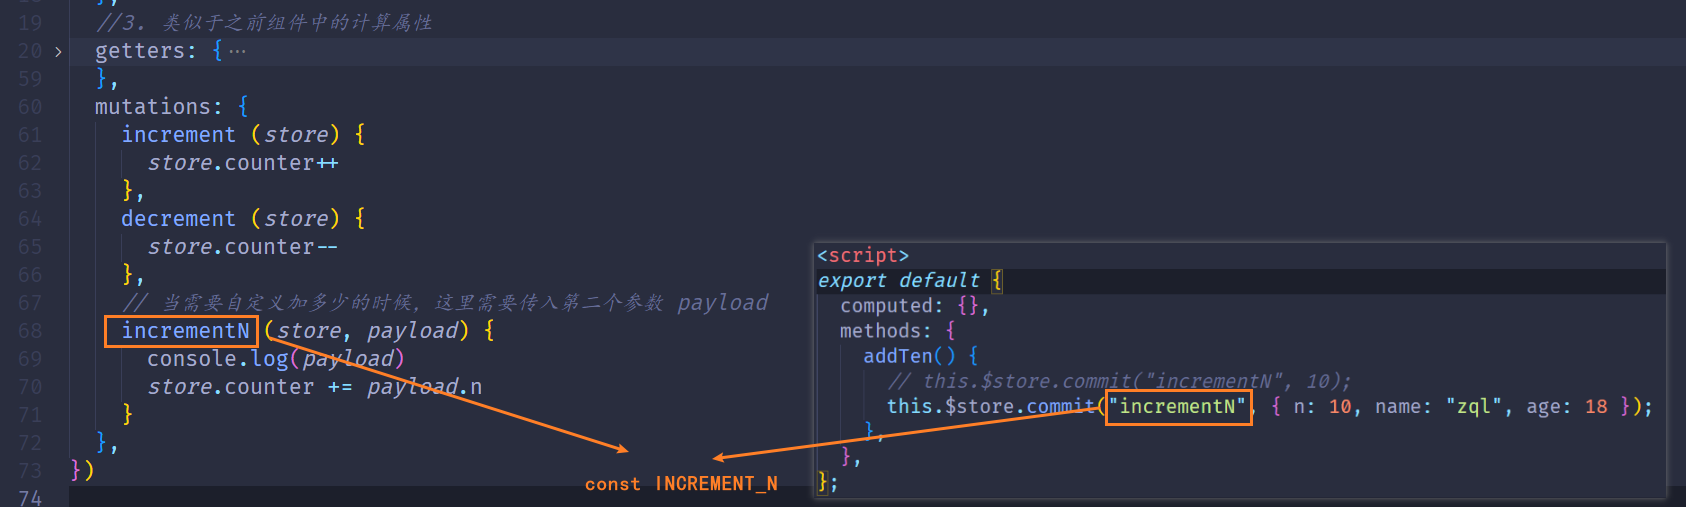 19 //3. 类似于之前组件中的计算属性
20 > getters: {…
59 },
60 mutations: {
61 increment (store) {
62 store.counter++
63 },
64 decrement (store) {
65 store.counter--
66 },
67 // 当需要自定义加多少的时候，这里需要传入第二个参数 payload
68 incrementN (store, payload) {
69 console.log(payload)
70 store.counter += payload.n
71 }
72 },
73 })
74
<script>
export default {
computed: {},
methods: {
addTen() {
// this.$store.commit("incrementN", 10);
this.$store.commit("incrementN", { n: 10, name: "zql", age: 18 });
},
},
};
const INCREMENT_N